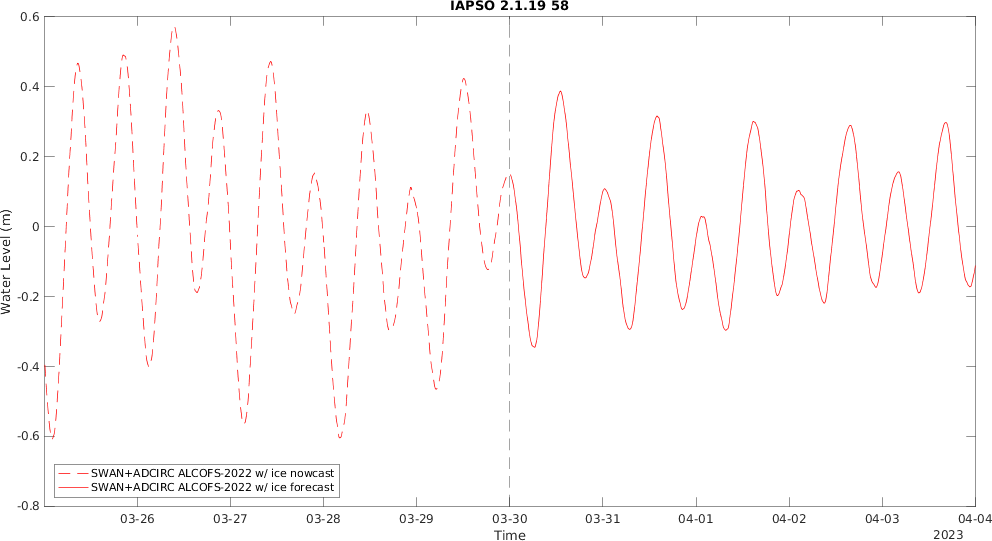 IAPSO 2.1.19 58
0.6
0.4
0.2
0
-0.2
-0.4
-0.6
-0.8
Water Level (m)
SWAN+ADCIRC ALCOFS-2022 w/ ice nowcast
SWAN+ADCIRC ALCOFS-2022 w/ ice forecast
03-26 03-27 03-28 03-29 03-30 03-31 04-01 04-02 04-03 04-04
Time
2023